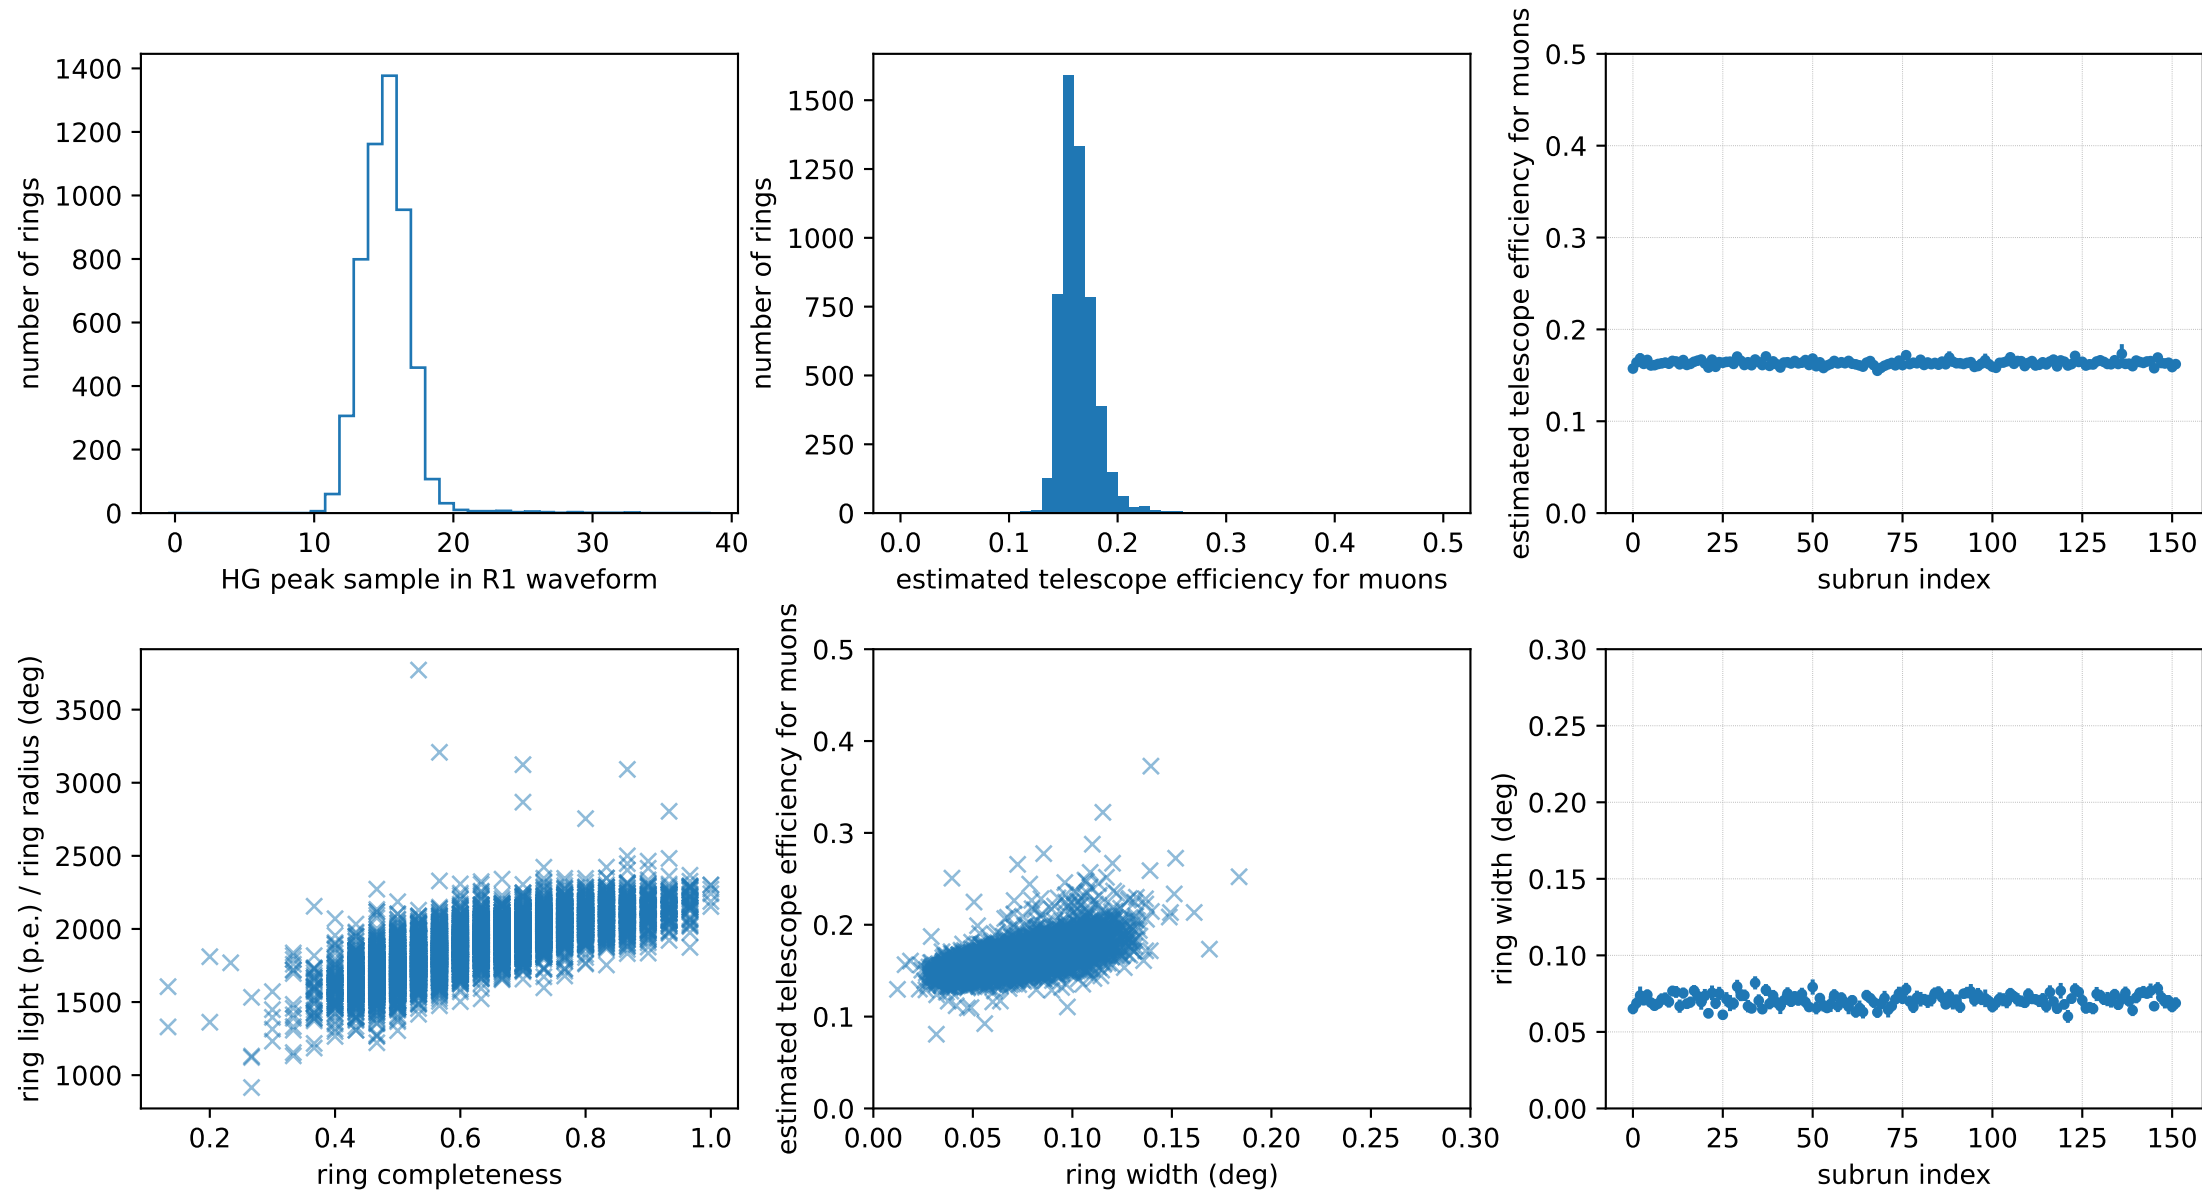 number of rings
1400
1200
1000
800
600
400
200
0
0 10 20 30 40
HG peak sample in R1 waveform
number of rings
1500
1250
1000
750
500
250
0
0.0 0.1 0.2 0.3 0.4 0.5
estimated telescope efficiency for muons
estimated telescope efficiency for muons
0.5
0.4
0.3
0.2
0.1
0.0
0 25 50 75 100 125 150
subrun index
ring light (p.e.) / ring radius (deg)
3500
3000
2500
2000
1500
1000
0.2 0.4 0.6 0.8 1.0
ring completeness
estimated telescope efficiency for muons
0.5
0.4
0.3
0.2
0.1
0.0
0.00 0.05 0.10 0.15 0.20 0.25 0.30
ring width (deg)
ring width (deg)
0.30
0.25
0.20
0.15
0.10
0.05
0.00
0 25 50 75 100 125 150
subrun index